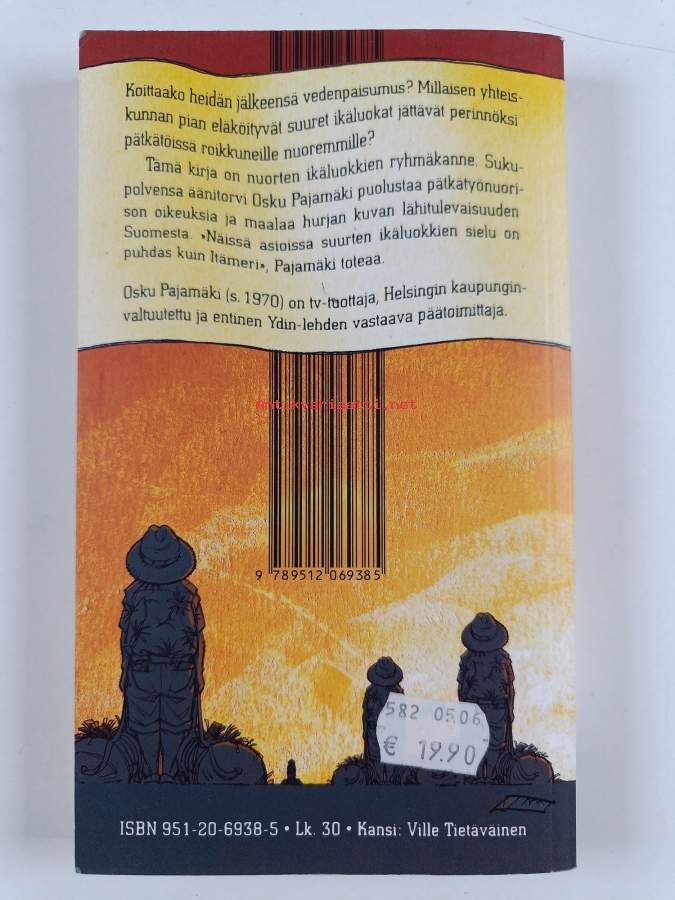 Koittaako heidän jälkeensä vedenpaisumus? Millaisen yhteis-
kunnan pian eläköityvät suuret ikäluokat jättävät perinnöksi
pätkätöissä roikkuneille nuoremmille?
Tämä kirja on nuorten ikäluokkien ryhmäkanne. Suku-
polvensa äänitorvi Osku Pajamäki puolustaa pätkätyönuori-
son oikeuksia ja maalaa hurjan kuvan lähitulevaisuuden
Suomesta. »Näissä asioissa suurten ikäluokkien sielu on
puhdas kuin Itämeri», Pajamäki toteaa.
Osku Pajamäki (s. 1970) on tv-tuottaja, Helsingin kaupungin-
valtuutettu ja entinen Ydin-lehden vastaava päätoimittaja.
antikvariaatti.net
9 789512 069385
582 05.06
€ 19.90
ISBN 951-20-6938-5 • Lk. 30 • Kansi: Ville Tietäväinen